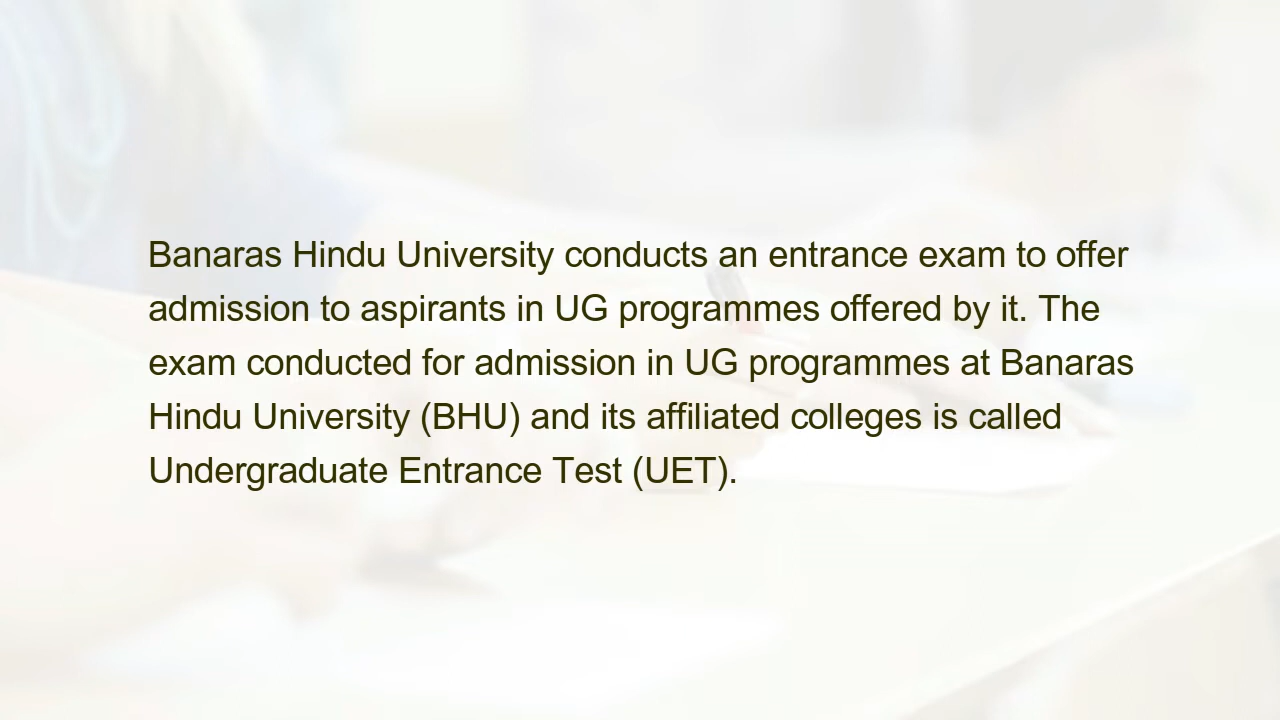 Banaras Hindu University conducts an entrance exam to offer
admission to aspirants in UG programmes offered by it. The
exam conducted for admission in UG programmes at Banaras
Hindu University (BHU) and its affiliated colleges is called
Undergraduate Entrance Test (UET).